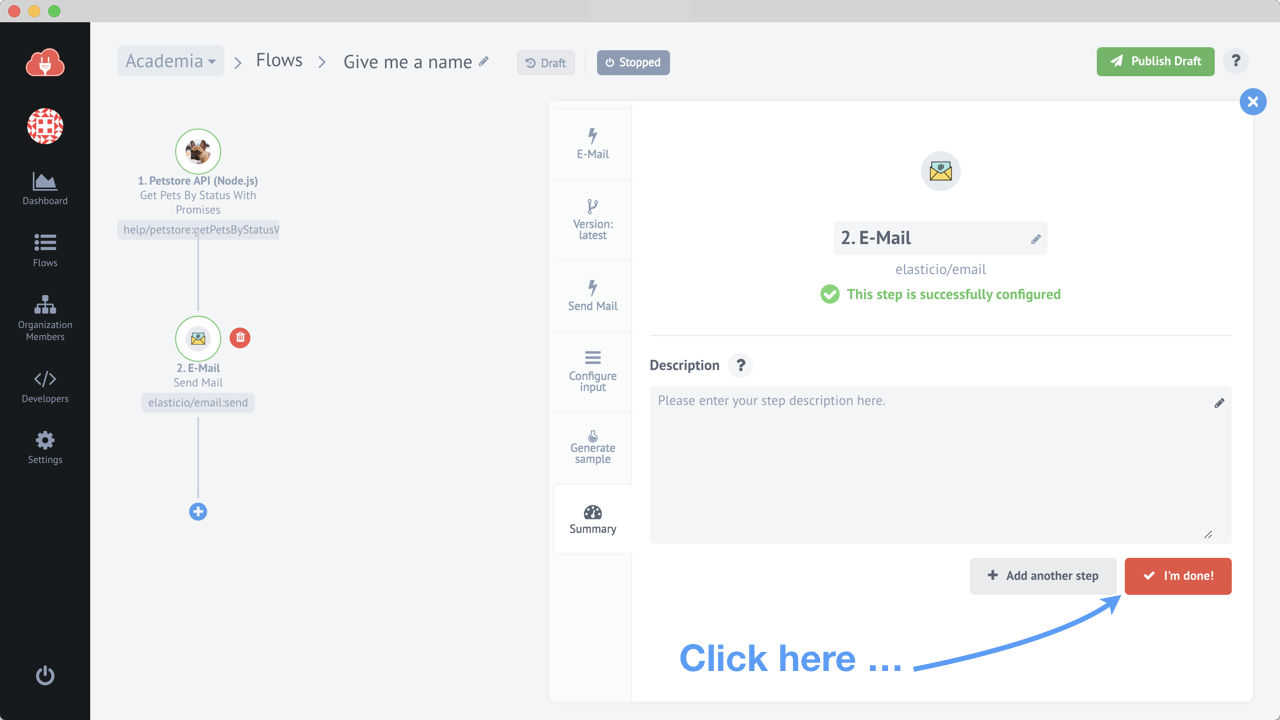 Academia
Flows
Give me a name
Draft
Stopped
Publish Draft
?
Dashboard
Flows
Organization
Members
Developers
Settings
1. Petstore API (Node.js)
Get Pets By Status With
Promises
help/petstore:getPetsByStatusW
2. E-Mail
Send Mail
elasticio/email:send
E-Mail
Version:
latest
Send Mail
Configure
input
Generate
sample
Summary
2. E-Mail
elasticio/email
This step is successfully configured
Description ?
Please enter your step description here.
Add another step
I'm done!
Click here ...